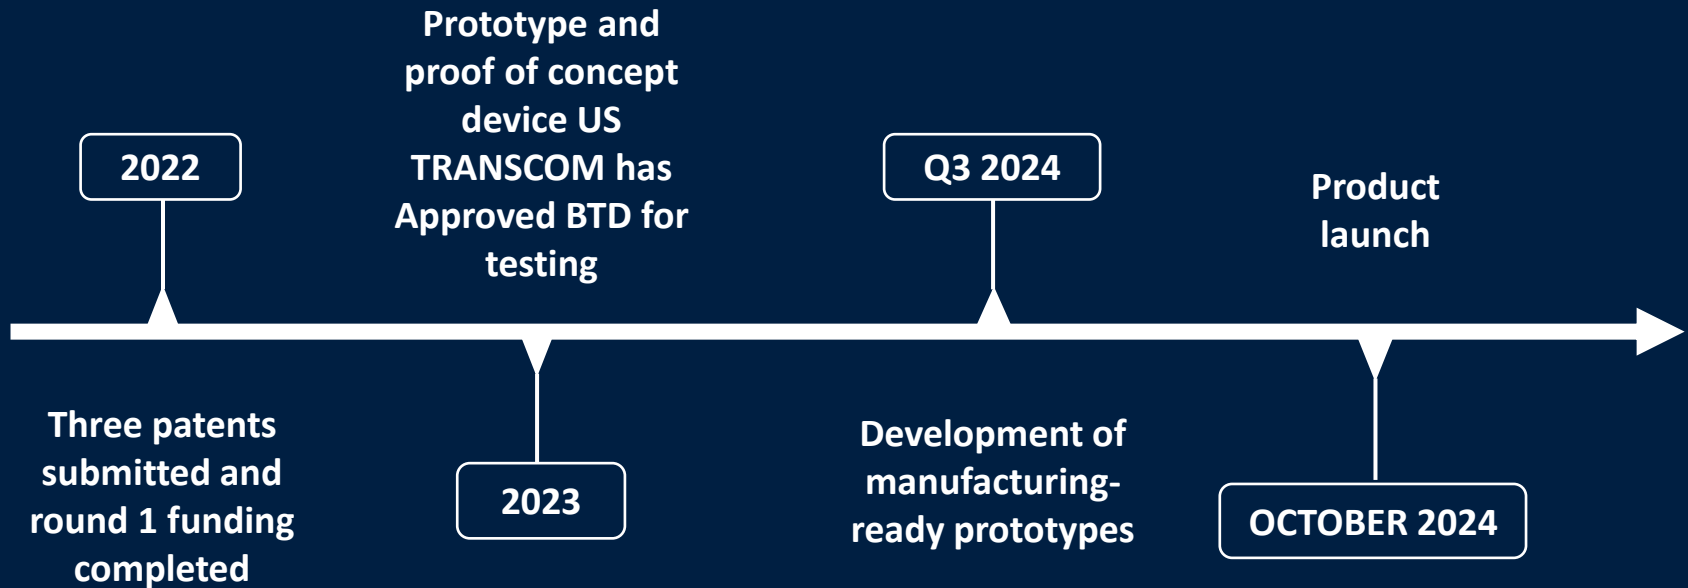 2022
Three patents
submitted and
round 1 funding
completed
Prototype and
proof of concept
device US
TRANSCOM has
Approved BTD for
testing
2023
Q3 2024
Development of
manufacturing-
ready prototypes
Product
launch
OCTOBER 2024